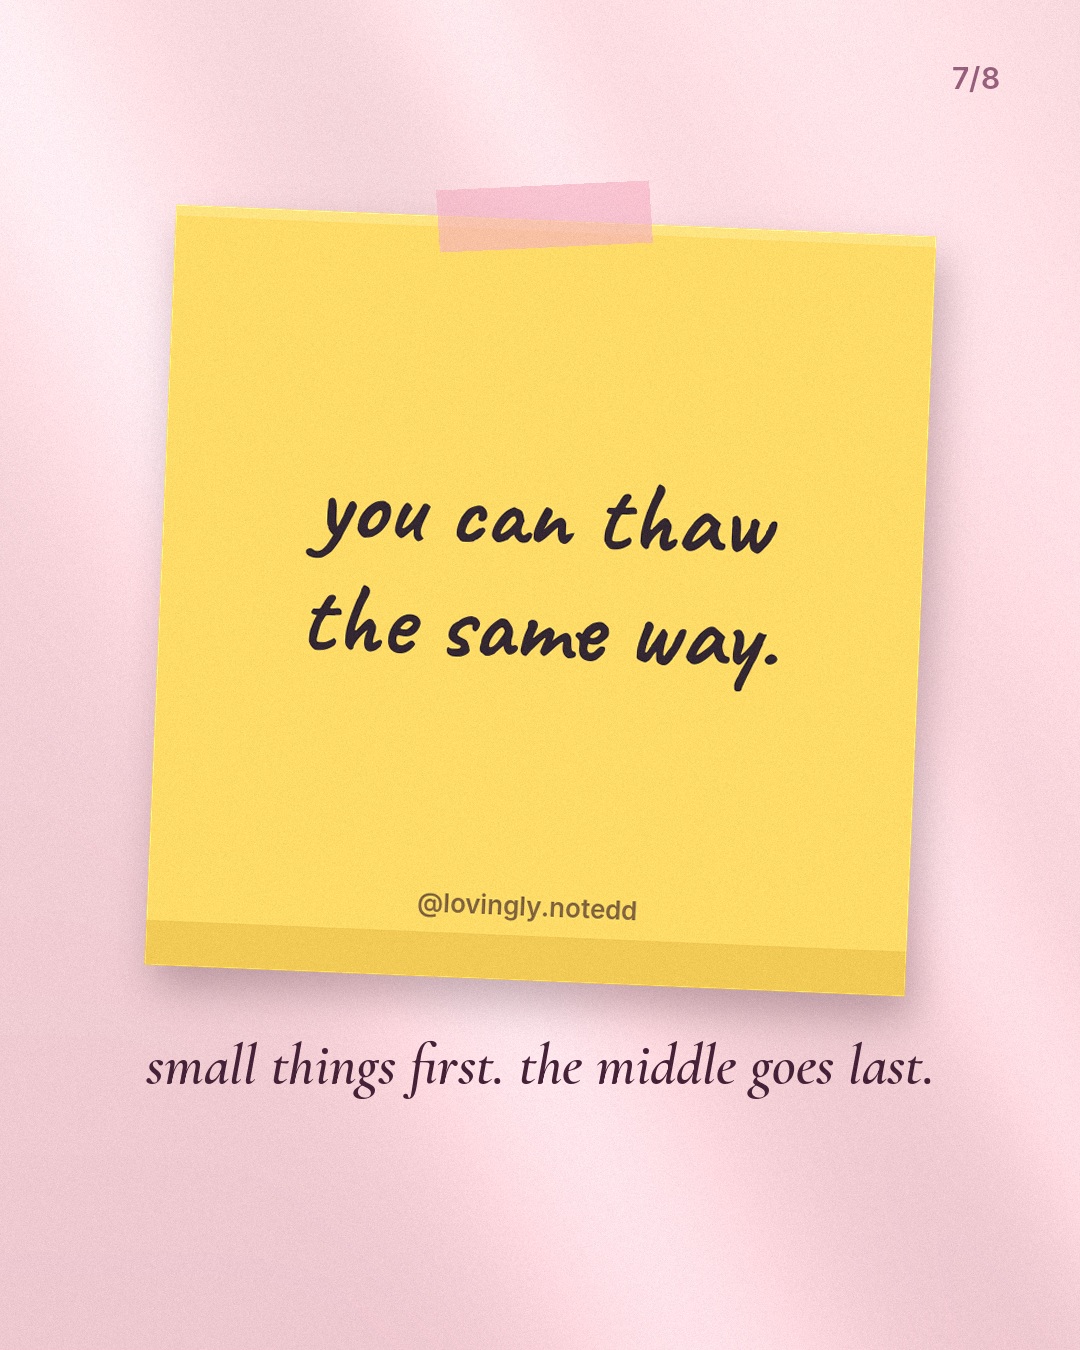 7/8
you can thaw
the same way.
@lovingly.notedd
small things first. the middle goes last.